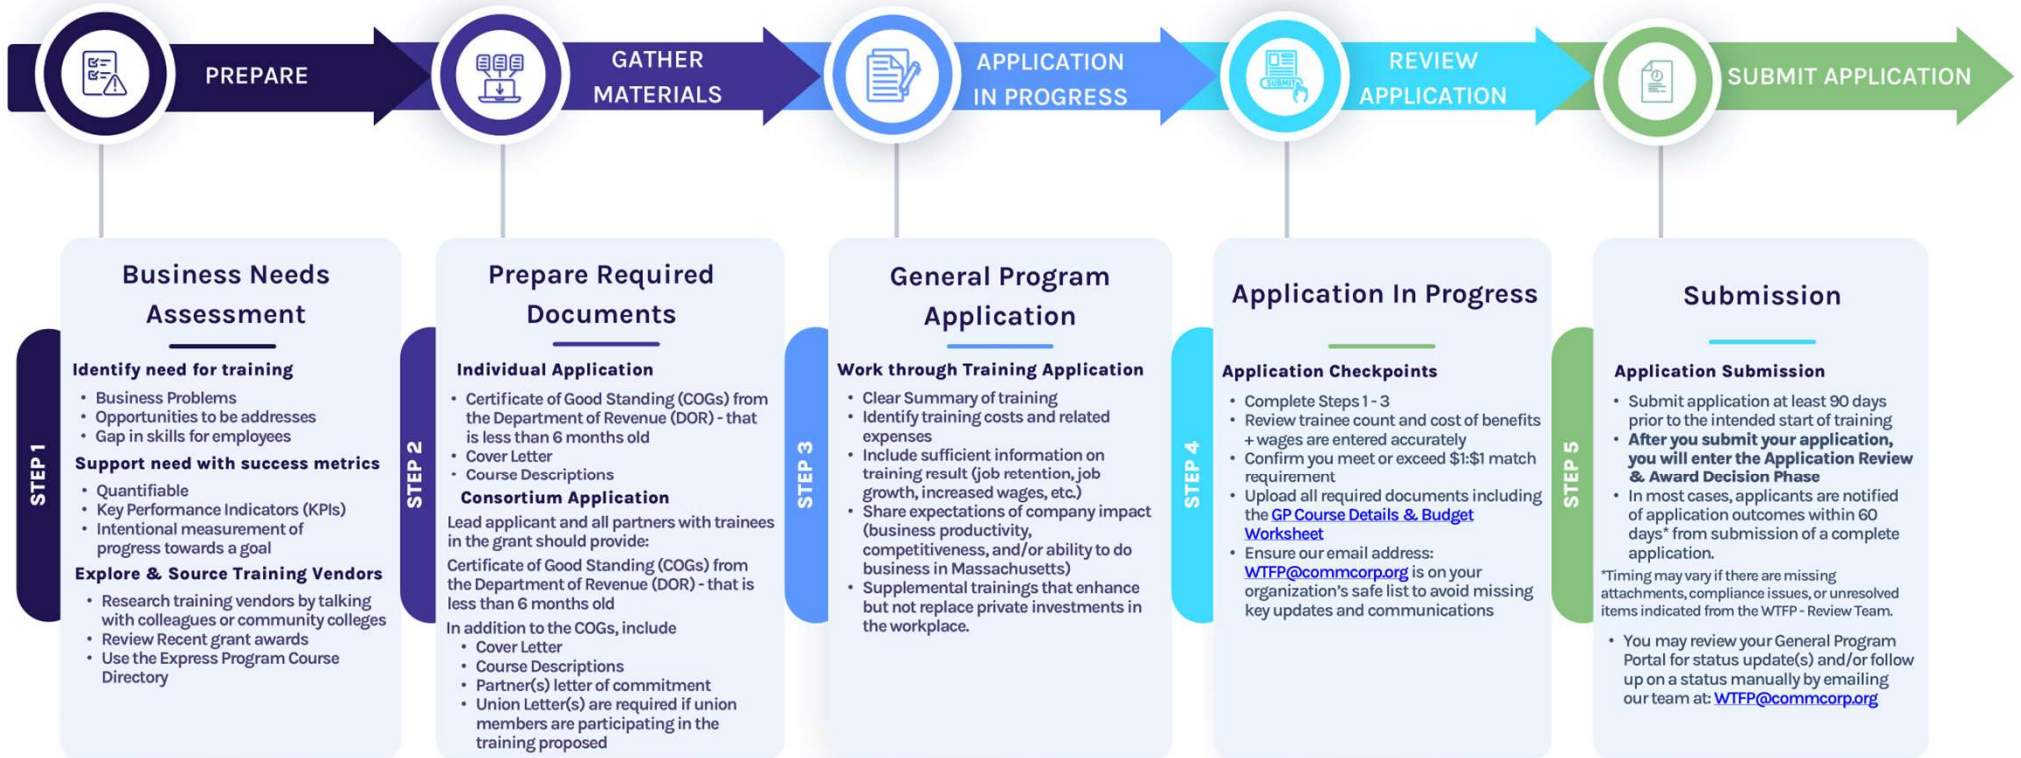 PREPARE
GATHER
MATERIALS
APPLICATION
IN PROGRESS
REVIEW
APPLICATION
SUBMIT
SUBMIT APPLICATION
STEP 1
Business Needs
Assessment
Identify need for training
• Business Problems
• Opportunities to be addresses
• Gap in skills for employees
Support need with success metrics
• Quantifiable
• Key Performance Indicators (KPIs)
• Intentional measurement of
progress towards a goal
Explore & Source Training Vendors
• Research training vendors by talking
with colleagues or community colleges
• Review Recent grant awards
• Use the Express Program Course
Directory
STEP 2
Prepare Required
Documents
Individual Application
• Certificate of Good Standing (COGs) from
the Department of Revenue (DOR) - that
is less than 6 months old
• Cover Letter
• Course Descriptions
Consortium Application
Lead applicant and all partners with trainees
in the grant should provide:
Certificate of Good Standing (COGs) from
the Department of Revenue (DOR) - that is
less than 6 months old
In addition to the COGs, include
• Cover Letter
• Course Descriptions
• Partner(s) letter of commitment
• Union Letter(s) are required if union
members are participating in the
training proposed
STEP 3
General Program
Application
Work through Training Application
• Clear Summary of training
• Identify training costs and related
expenses
• Include sufficient information on
training result (job retention, job
growth, increased wages, etc.)
• Share expectations of company impact
(business productivity,
competitiveness, and/or ability to do
business in Massachusetts)
• Supplemental trainings that enhance
but not replace private investments in
the workplace.
STEP 4
Application In Progress
Application Checkpoints
• Complete Steps 1 - 3
• Review trainee count and cost of benefits
+ wages are entered accurately
• Confirm you meet or exceed $1:$1 match
requirement
• Upload all required documents including
the GP Course Details & Budget
Worksheet
• Ensure our email address:
WTFP@commcorp.org is on your
organization's safe list to avoid missing
key updates and communications
STEP 5
Submission
Application Submission
• Submit application at least 90 days
prior to the intended start of training
• After you submit your application,
you will enter the Application Review
& Award Decision Phase
• In most cases, applicants are notified
of application outcomes within 60
days* from submission of a complete
application.
*Timing may vary if there are missing
attachments, compliance issues, or unresolved
items indicated from the WTFP - Review Team.
• You may review your General Program
Portal for status update(s) and/or follow
up on a status manually by emailing
our team at: WTFP@commcorp.org